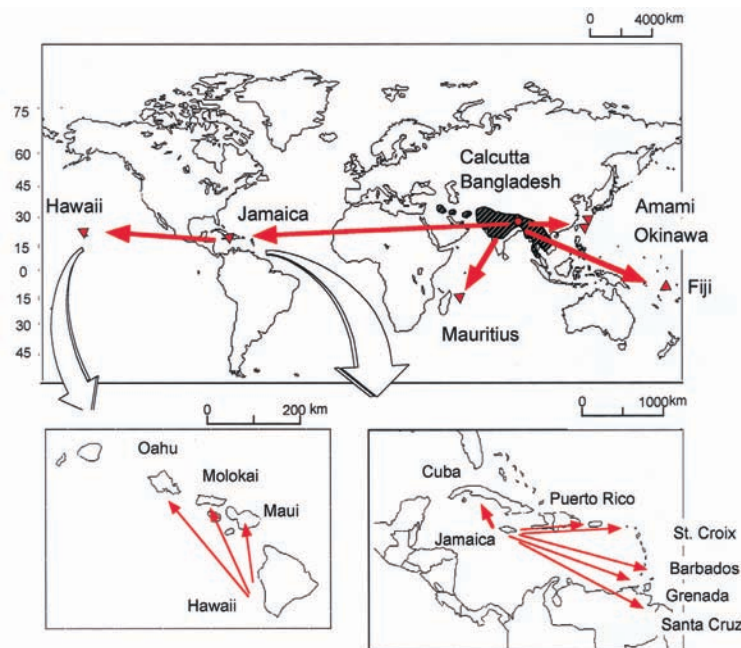 0 4000km
75
60
45
30
15
0
15
30
45
Calcutta
Bangladesh
Hawaii
Jamaica
Amami
Okinawa
Fiji
Mauritius
0 200 km
0 1000km
Oahu
Molokai
Maui
Hawaii
Cuba
Puerto Rico
Jamaica
St. Croix
Barbados
Grenada
Santa Cruz